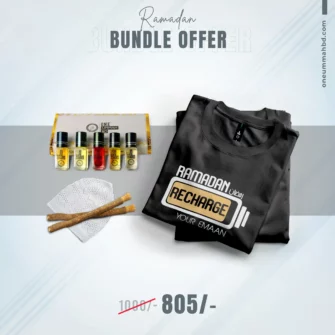 Ramadan
BUNDLE OFFER
oneummahbd.com
RAMADAN
RECHARGE
YOUR EMAAN
1000/- 805/-